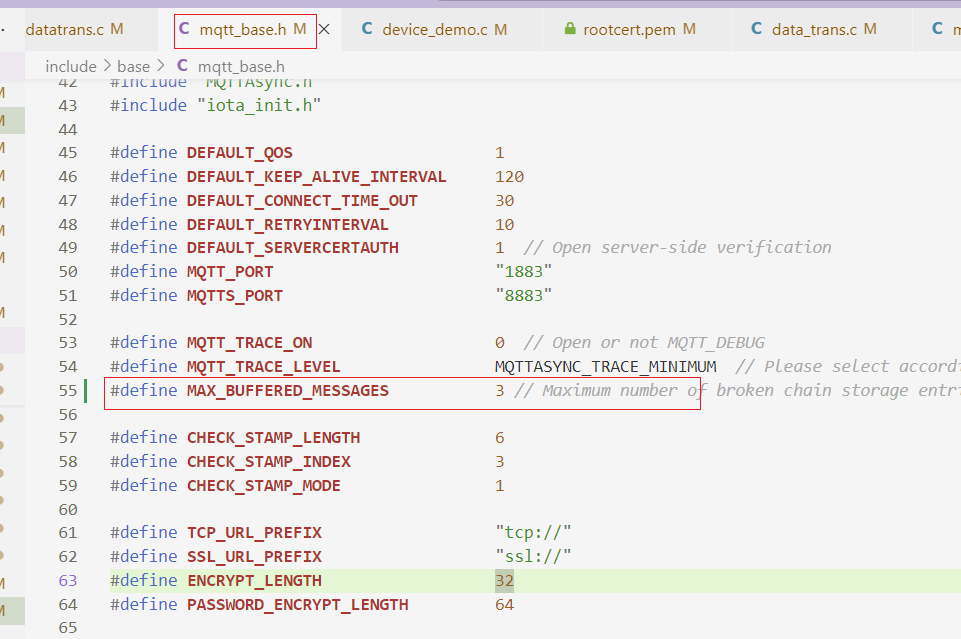 datatrans.c M C mqtt_base.h M C device_demo.c M rootcert.pem M C data_trans.c M C
include > base > C mqtt_base.h
42 #include "MQTTAsync.h"
43 #include "iota_init.h"
44
45 #define DEFAULT_QOS 1
46 #define DEFAULT_KEEP_ALIVE_INTERVAL 120
47 #define DEFAULT_CONNECT_TIME_OUT 30
48 #define DEFAULT_RETRYINTERVAL 10
49 #define DEFAULT_SERVERCERTAUTH 1 // Open server-side verification
50 #define MQTT_PORT "1883"
51 #define MQTTS_PORT "8883"
52
53 #define MQTT_TRACE_ON 0 // Open or not MQTT_DEBUG
54 #define MQTT_TRACE_LEVEL MQTTASYNC_TRACE_MINIMUM // Please select accord
55 #define MAX_BUFFERED_MESSAGES 3 // Maximum number of broken chain storage entri
56
57 #define CHECK_STAMP_LENGTH 6
58 #define CHECK_STAMP_INDEX 3
59 #define CHECK_STAMP_MODE 1
60
61 #define TCP_URL_PREFIX "tcp://"
62 #define SSL_URL_PREFIX "ssl://"
63 #define ENCRYPT_LENGTH 32
64 #define PASSWORD_ENCRYPT_LENGTH 64
65